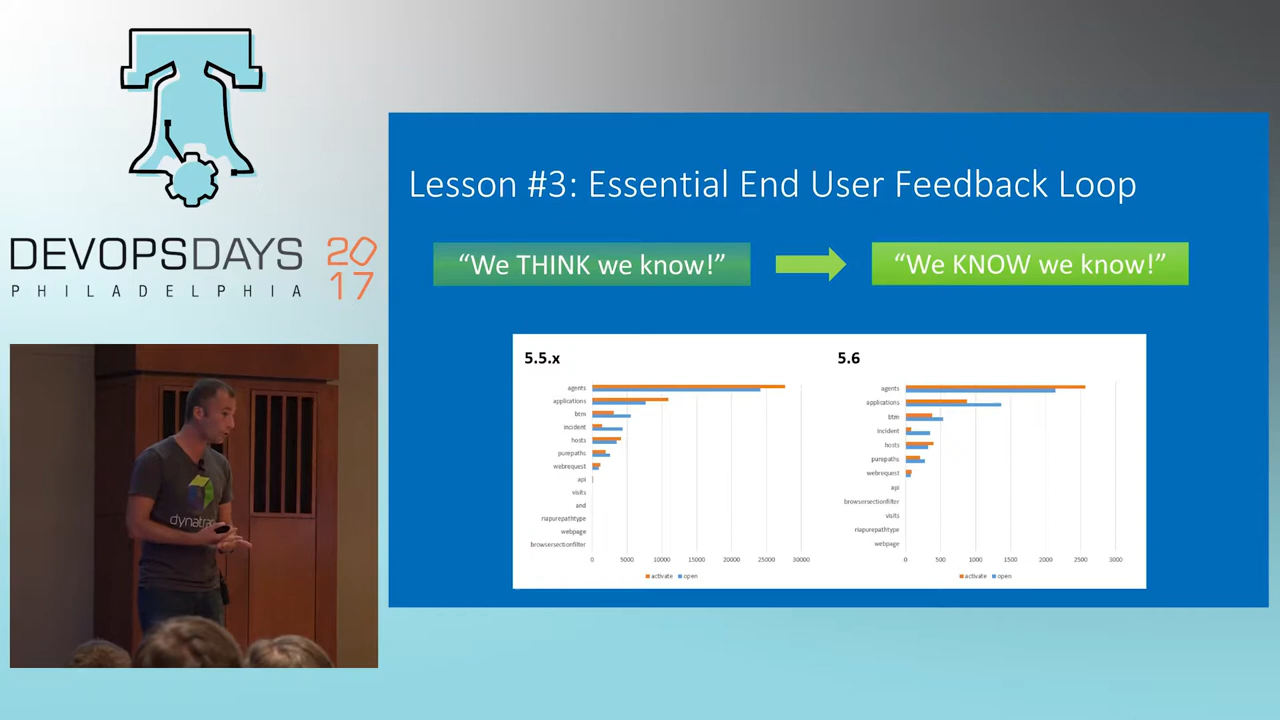 DEVOPSDAYS 2017
PHILADELPHIA
Lesson #3: Essential End User Feedback Loop
“We THINK we know!”
“We KNOW we know!”
5.5.x
agents
applications
btm
incident
hosts
purepaths
webrequest
api
visits
and
riapurepathtype
webpage
browsersectionfilter
0 5000 10000 15000 20000 25000 30000
activate open
5.6
agents
applications
btm
incident
hosts
purepaths
webrequest
api
browsersectionfilter
visits
riapurepathtype
webpage
0 500 1000 1500 2000 2500 3000
activate open